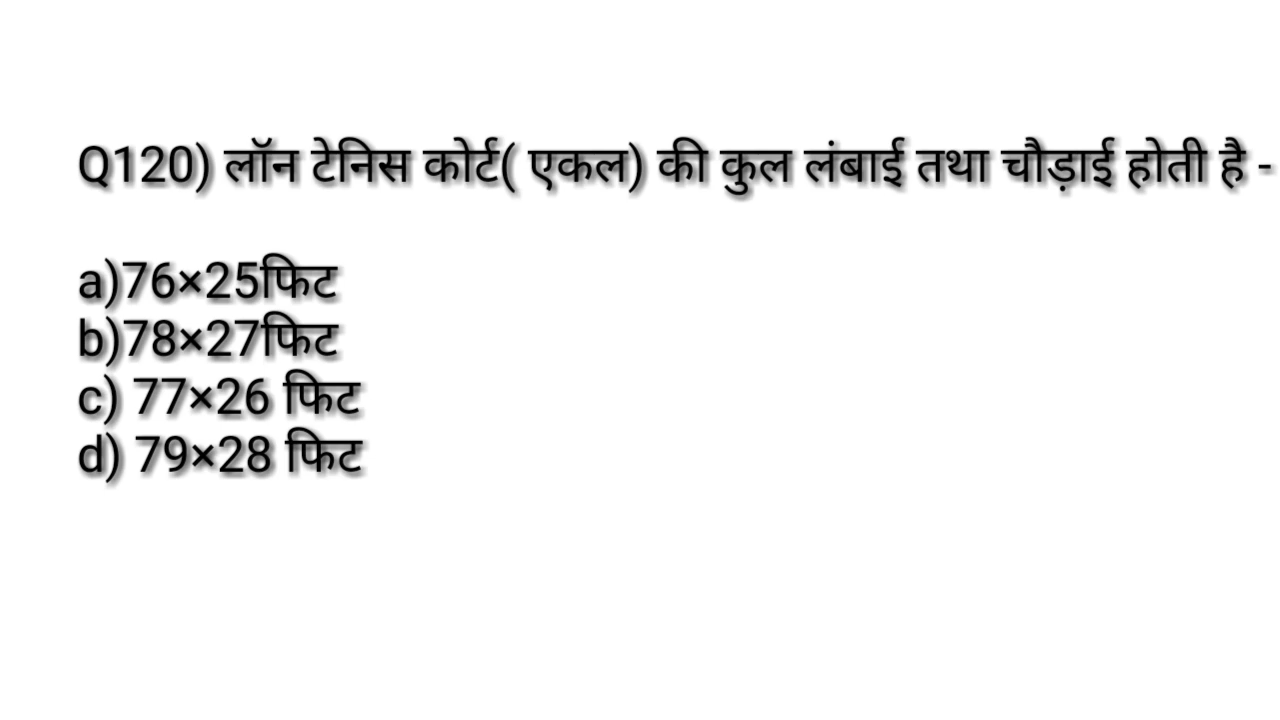 Q120) लॉन टेनिस कोर्ट( एकल) की कुल लंबाई तथा चौड़ाई होती है -
a)76×25फिट
b)78×27फिट
c) 77×26 फिट
d) 79×28 फिट